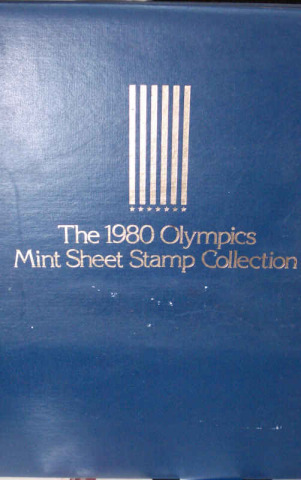 The 1980 Olympics
Mint Sheet Stamp Collection